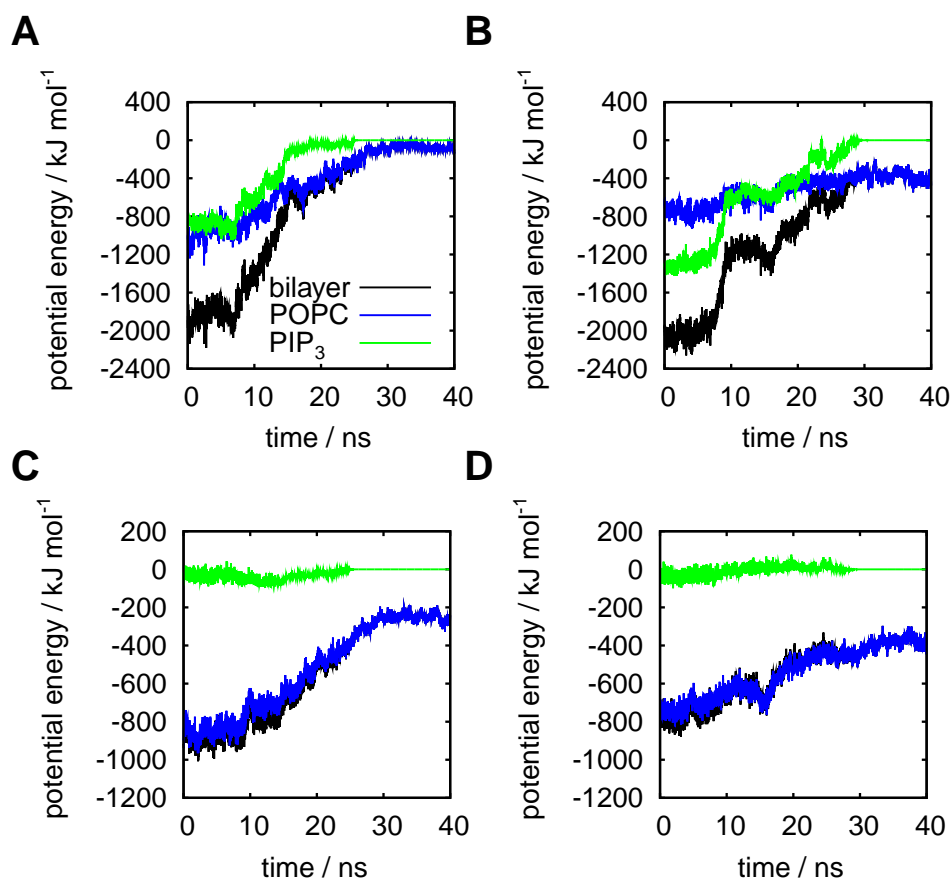 A
potential energy / kJ mol⁻¹
400
0
-400
-800
-1200
-1600
-2000
-2400
bilayer
POPC
PIP₃
0 10 20 30 40
time / ns
B
potential energy / kJ mol⁻¹
400
0
-400
-800
-1200
-1600
-2000
-2400
0 10 20 30 40
time / ns
C
potential energy / kJ mol⁻¹
200
0
-200
-400
-600
-800
-1000
-1200
0 10 20 30 40
time / ns
D
potential energy / kJ mol⁻¹
200
0
-200
-400
-600
-800
-1000
-1200
0 10 20 30 40
time / ns